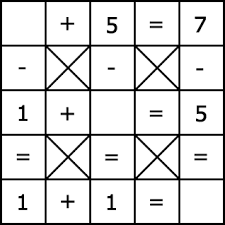 + 5 = 7
- - -
1 + = 5
= = =
1 + 1 =